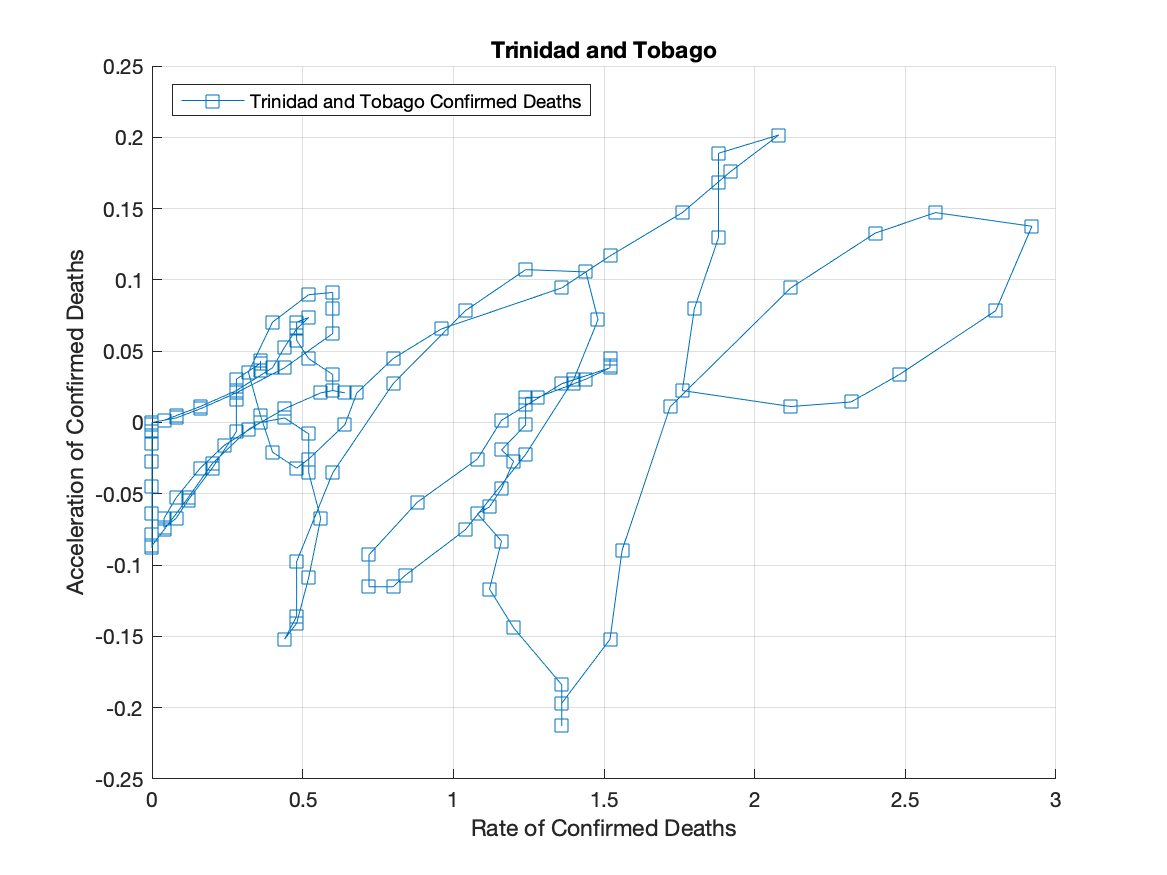 Trinidad and Tobago
0.25
Trinidad and Tobago Confirmed Deaths
0.2
0.15
0.1
0.05
0
-0.05
-0.1
-0.15
-0.2
-0.25
Acceleration of Confirmed Deaths
0 0.5 1 1.5 2 2.5 3
Rate of Confirmed Deaths